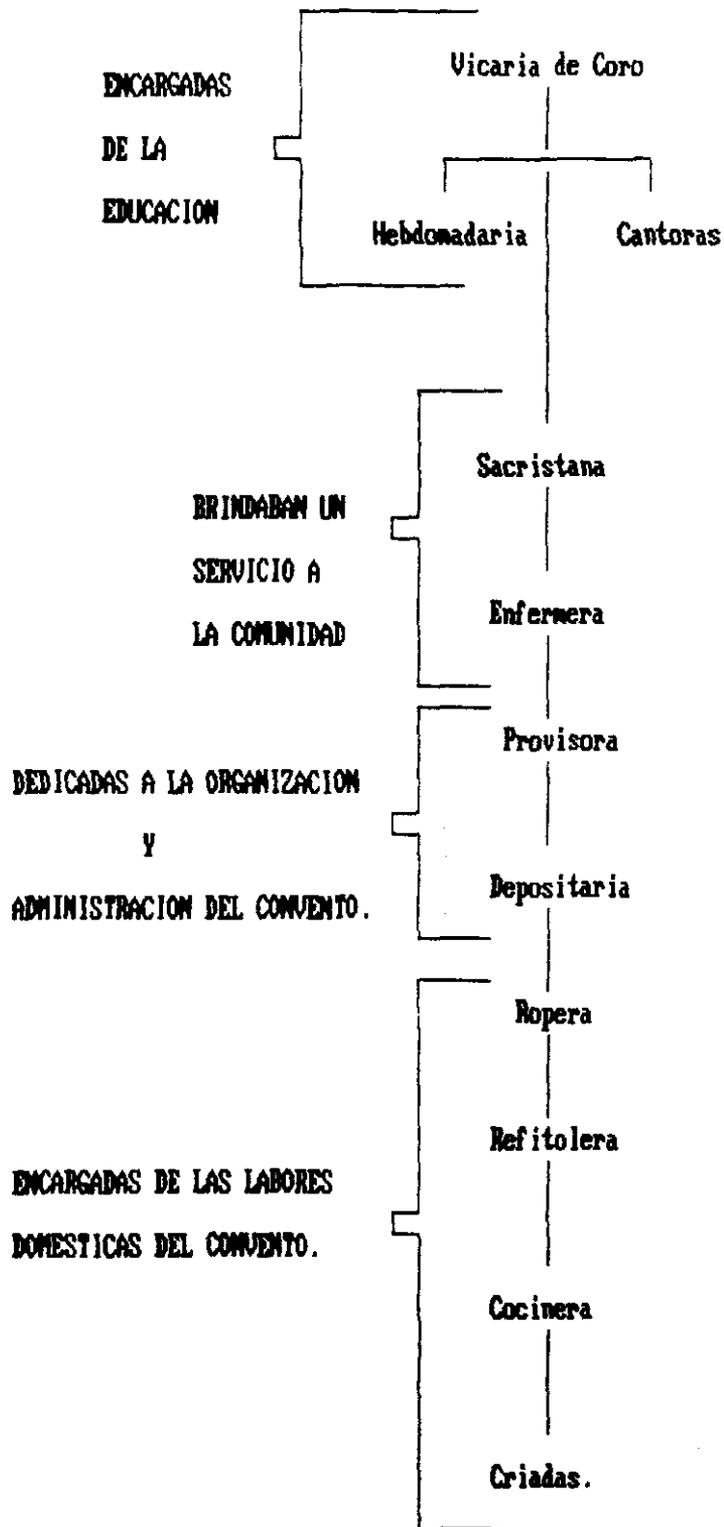 Vicaria de Coro
ENCARGADAS
DE LA
EDUCACION
Hebdomadaria
Cantoras
Sacristana
BRINDABAN UN
SERVICIO A
LA COMUNIDAD
Enfermera
Provisora
DEDICADAS A LA ORGANIZACION
Y
ADMINISTRACION DEL CONVENTO.
Depositaria
Ropera
Refitolera
ENCARGADAS DE LAS LABORES
DOMESTICAS DEL CONVENTO.
Cocinera
Criadas.